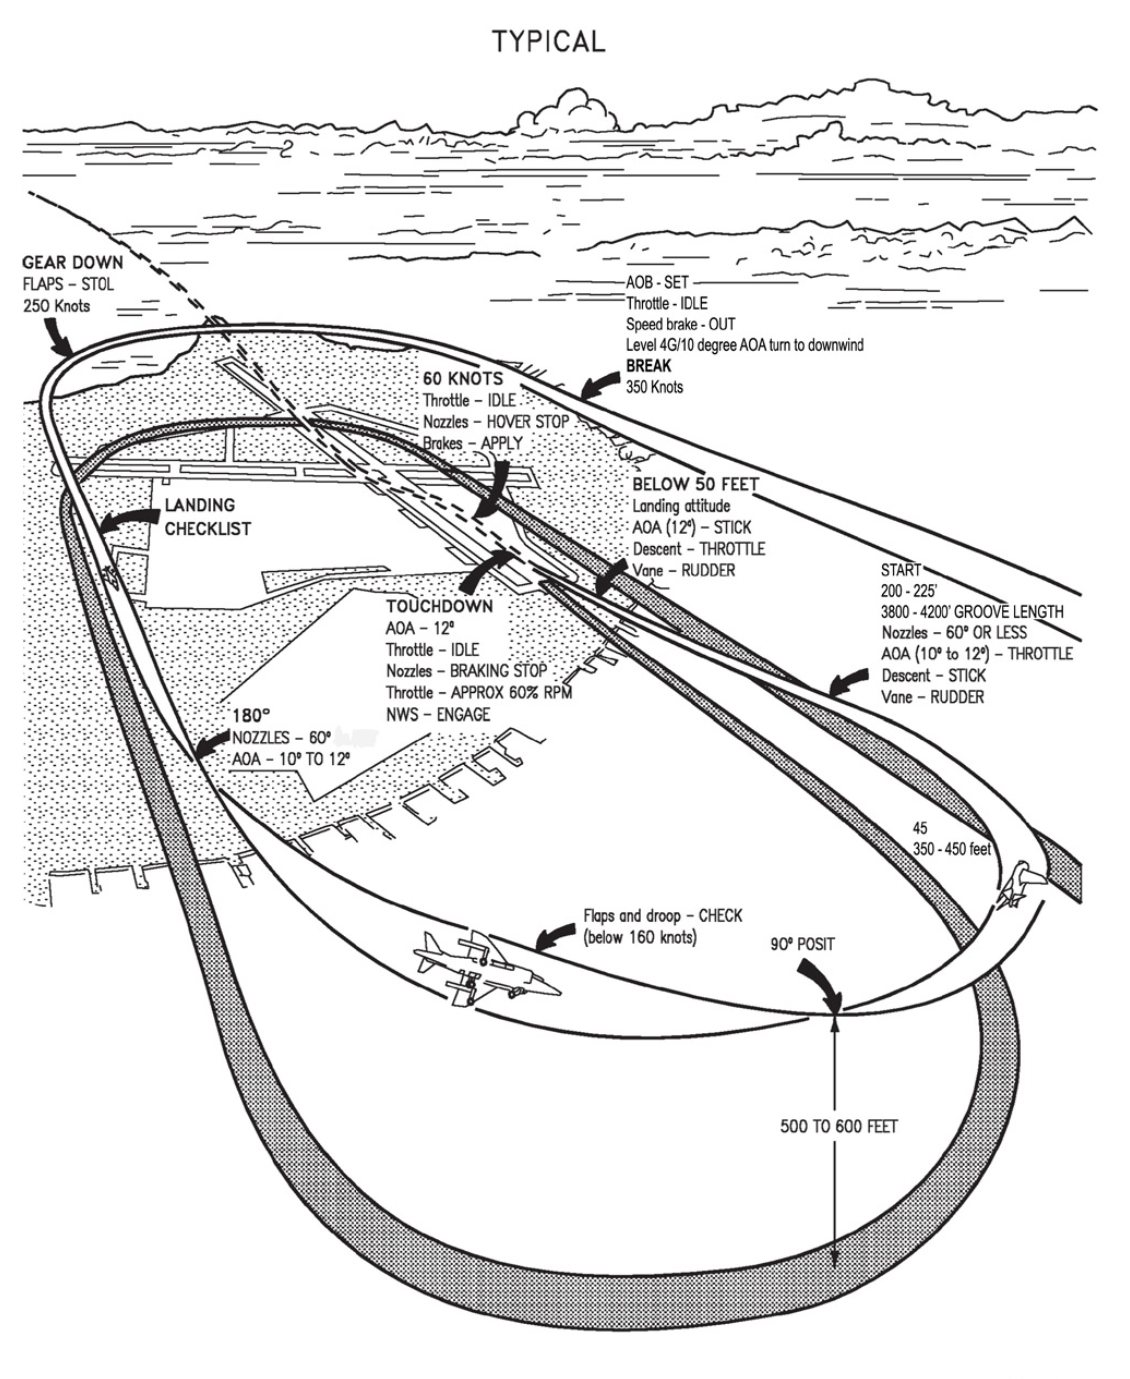 TYPICAL
GEAR DOWN
FLAPS – STOL
250 Knots
AOB - SET
Throttle - IDLE
Speed brake - OUT
Level 4G/10 degree AOA turn to downwind
BREAK
350 Knots
60 KNOTS
Throttle – IDLE
Nozzles – HOVER STOP
Brakes – APPLY
BELOW 50 FEET
Landing attitude
AOA (12º) – STICK
Descent – THROTTLE
Vane – RUDDER
LANDING
CHECKLIST
START
200 - 225'
3800 - 4200' GROOVE LENGTH
Nozzles – 60º OR LESS
AOA (10º to 12º) – THROTTLE
Descent – STICK
Vane – RUDDER
TOUCHDOWN
AOA – 12º
Throttle – IDLE
Nozzles – BRAKING STOP
Throttle – APPROX 60% RPM
NWS – ENGAGE
180º
NOZZLES – 60º
AOA – 10º TO 12º
45
350 - 450 feet
Flaps and droop – CHECK
(below 160 knots)
90º POSIT
500 TO 600 FEET